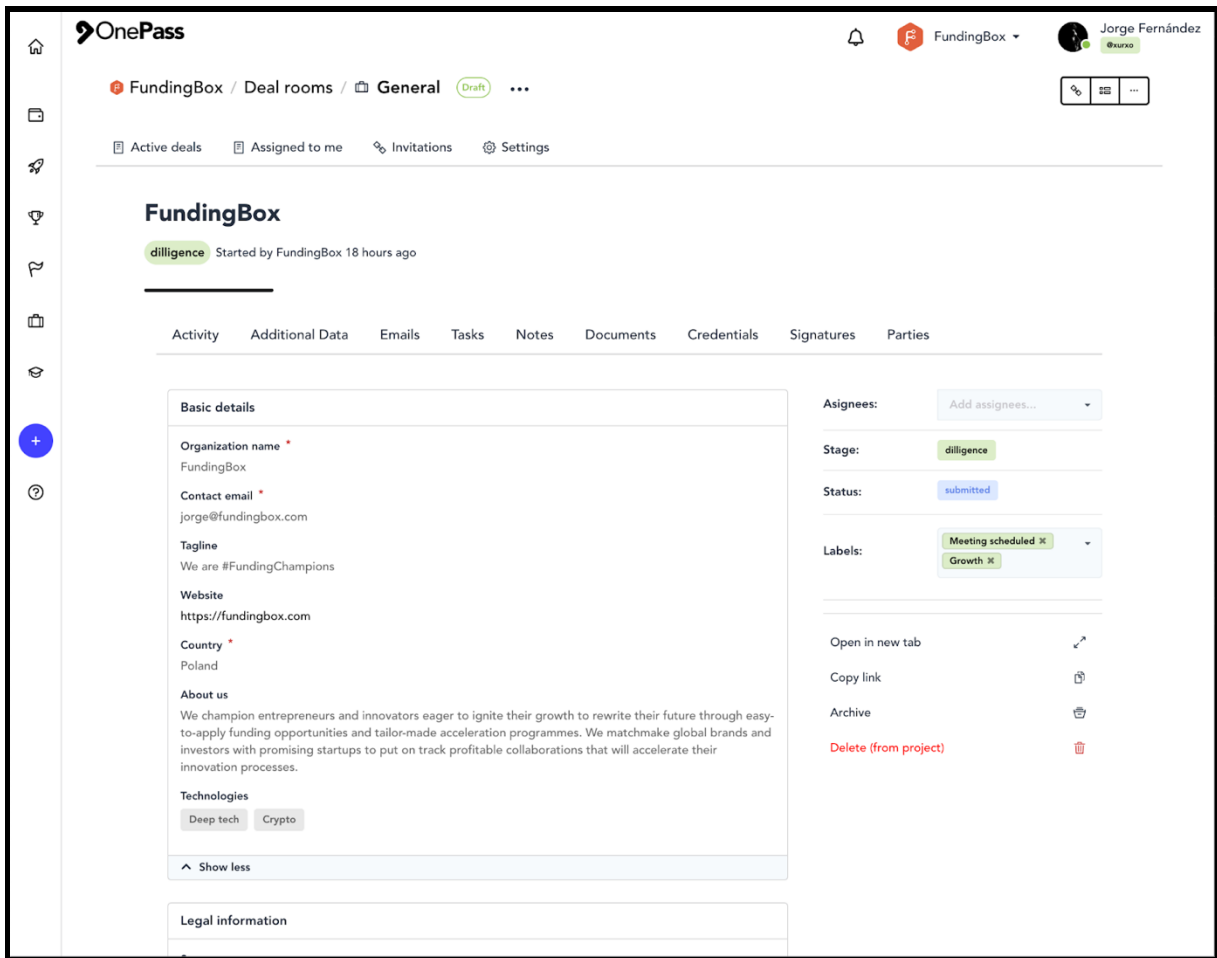 OnePass
FundingBox
Jorge Fernández
@xurxo
FundingBox / Deal rooms / General Draft
Active deals Assigned to me Invitations Settings
FundingBox
dilligence Started by FundingBox 18 hours ago
Activity Additional Data Emails Tasks Notes Documents Credentials Signatures Parties
Basic details
Organization name *
FundingBox
Contact email *
jorge@fundingbox.com
Tagline
We are #FundingChampions
Website
https://fundingbox.com
Country *
Poland
About us
We champion entrepreneurs and innovators eager to ignite their growth to rewrite their future through easy-
to-apply funding opportunities and tailor-made acceleration programmes. We matchmake global brands and
investors with promising startups to put on track profitable collaborations that will accelerate their
innovation processes.
Technologies
Deep tech Crypto
Show less
Legal information
Asignees: Add assignees...
Stage: dilligence
Status: submitted
Labels: Meeting scheduled
Growth
Open in new tab
Copy link
Archive
Delete (from project)